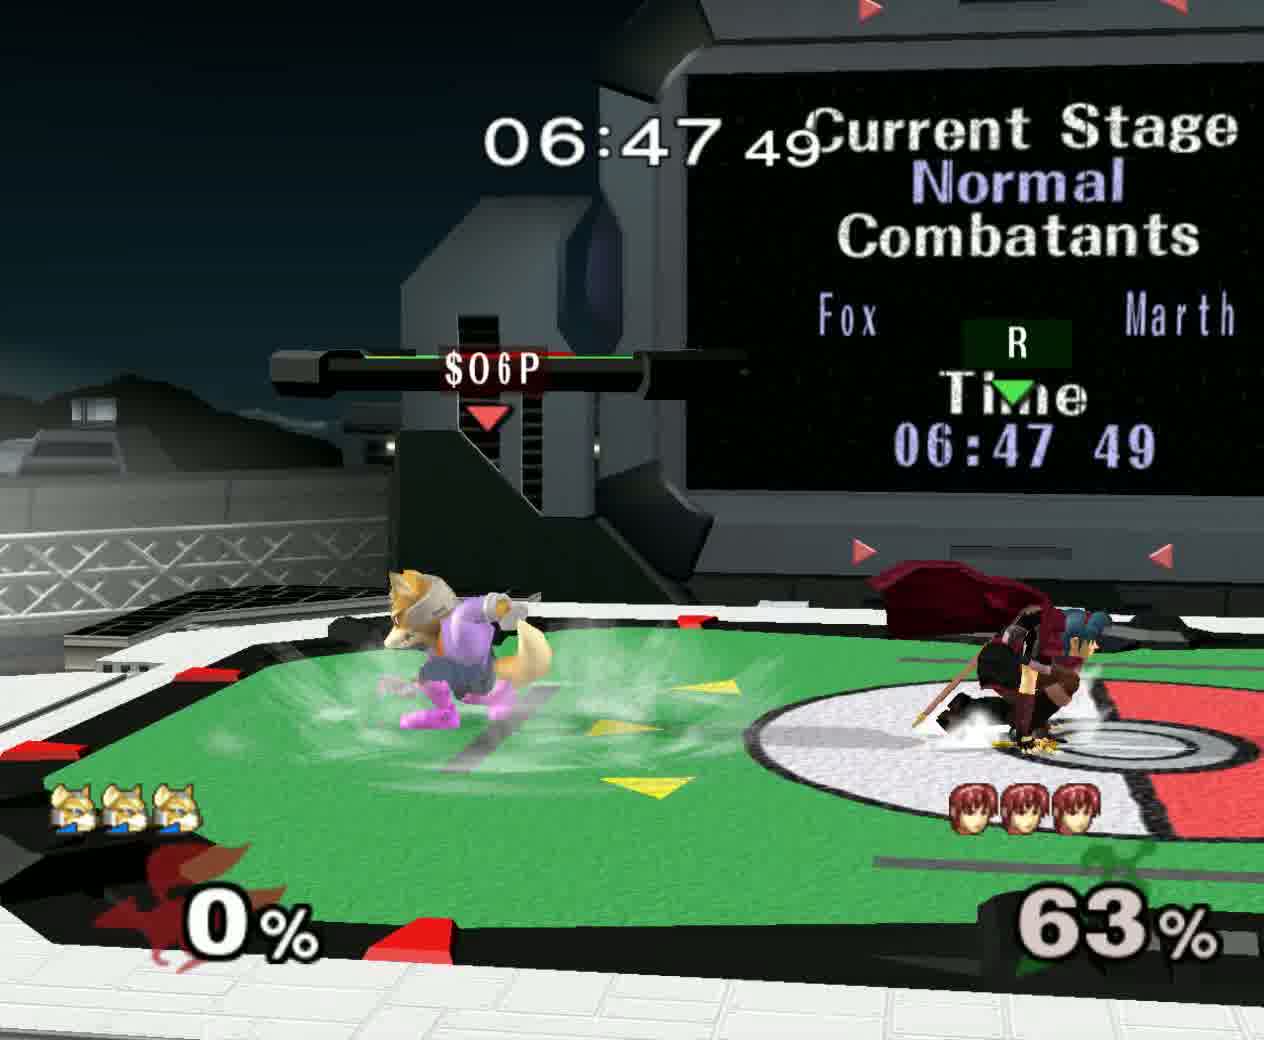 06:47 49
Current Stage
Normal
Combatants
Fox Marth
R
$06P
Time
06:47 49
0%
63%